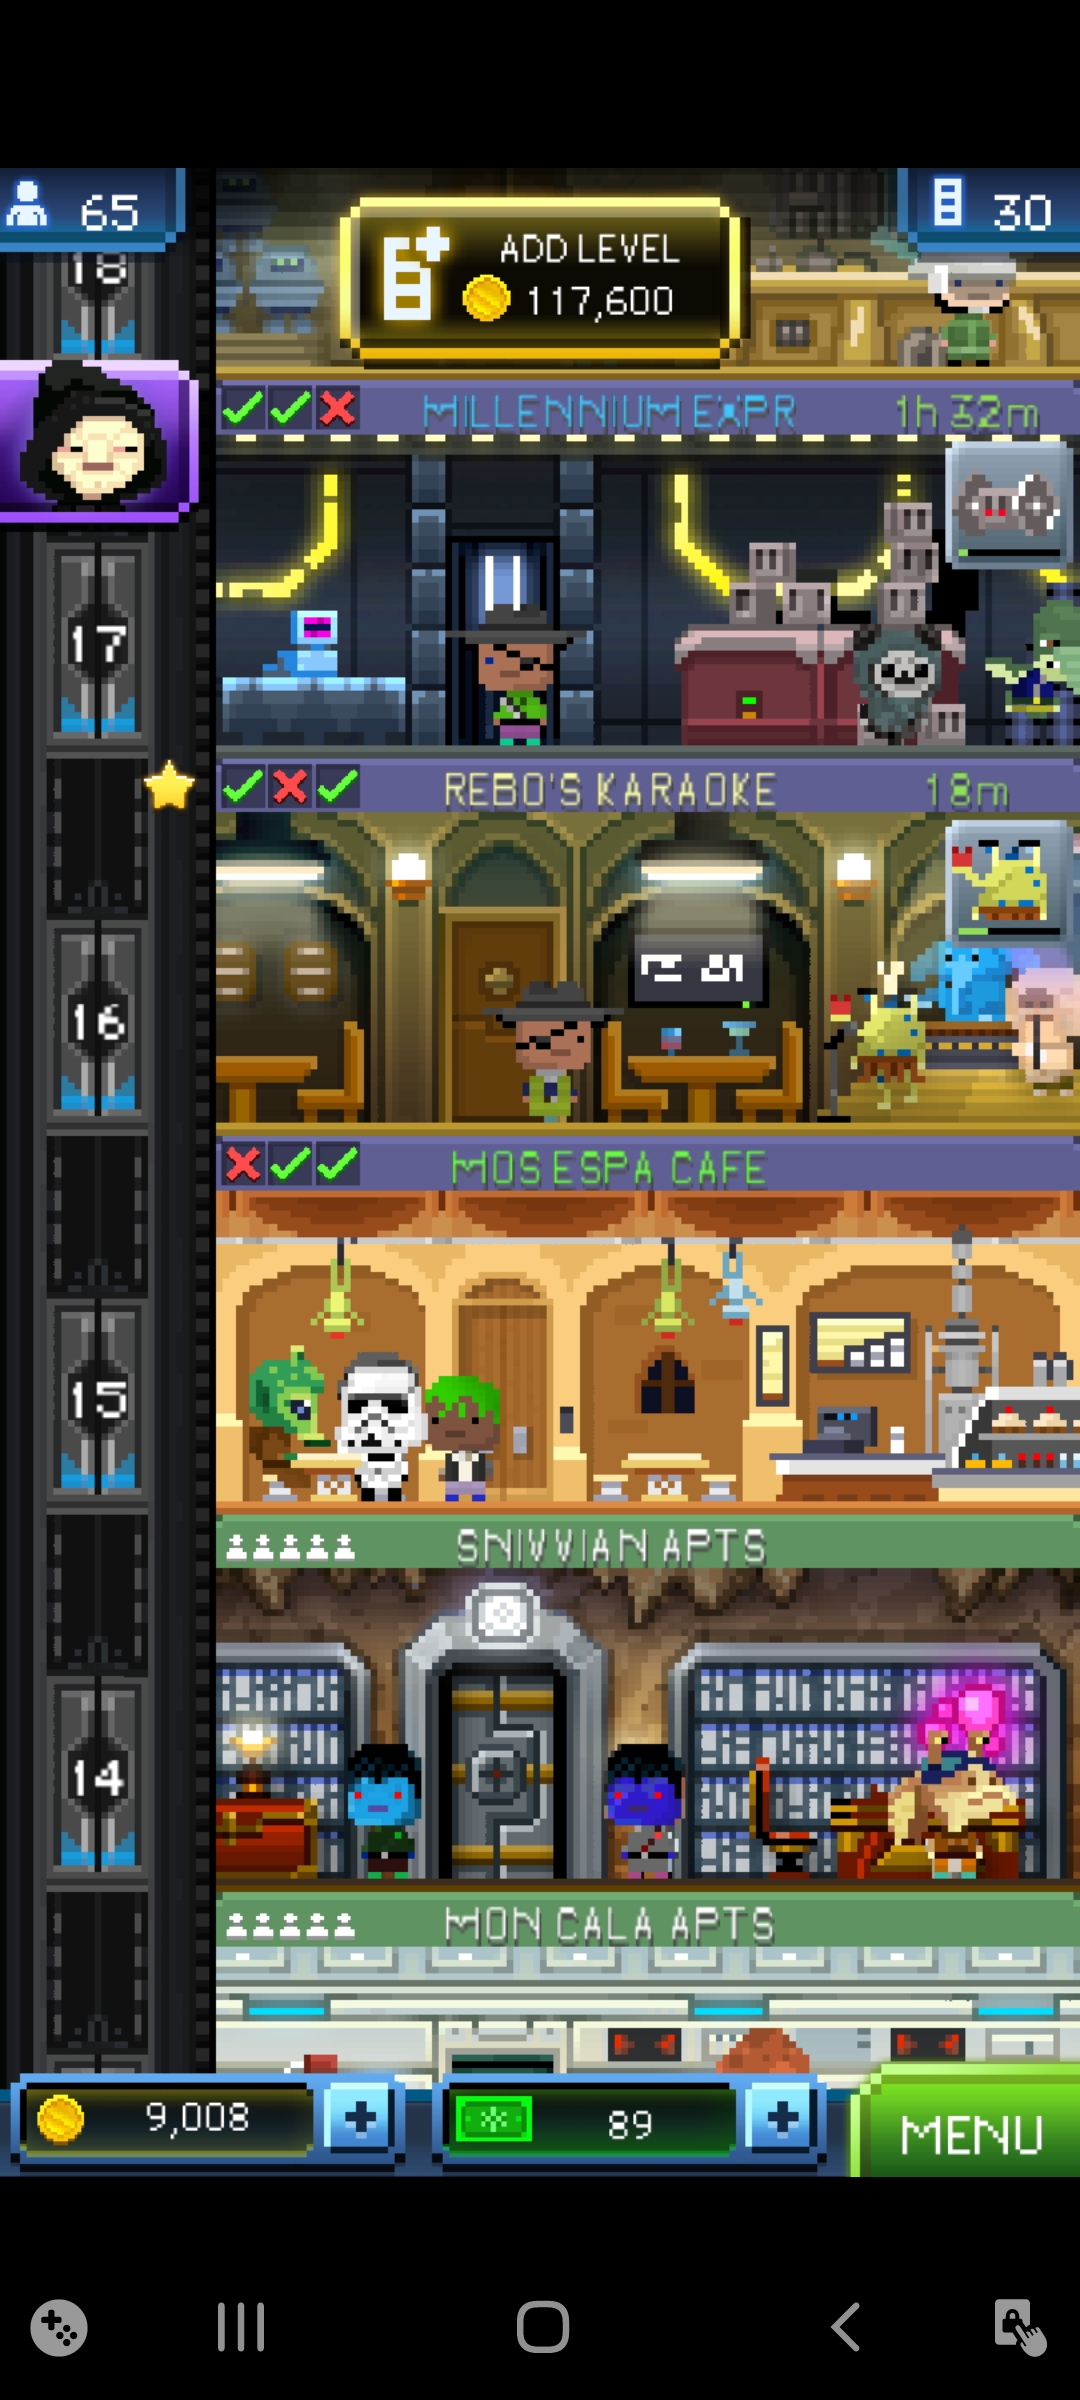 65
ADD LEVEL
117,600
30
18
MILLENNIUM EXPR
1h 32m
17
REBO'S KARAOKE
18m
16
MOS ESPA CAFE
15
SNIVVIAN APTS
14
MON CALA APTS
9,008
89
MENU